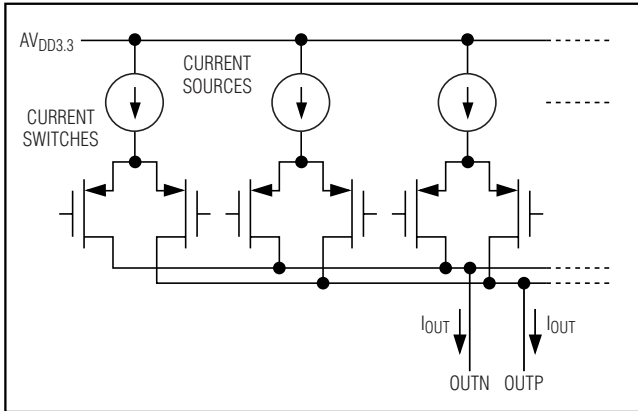 AVDD3.3
CURRENT
SOURCES
CURRENT
SWITCHES
IOUT
IOUT
OUTN
OUTP